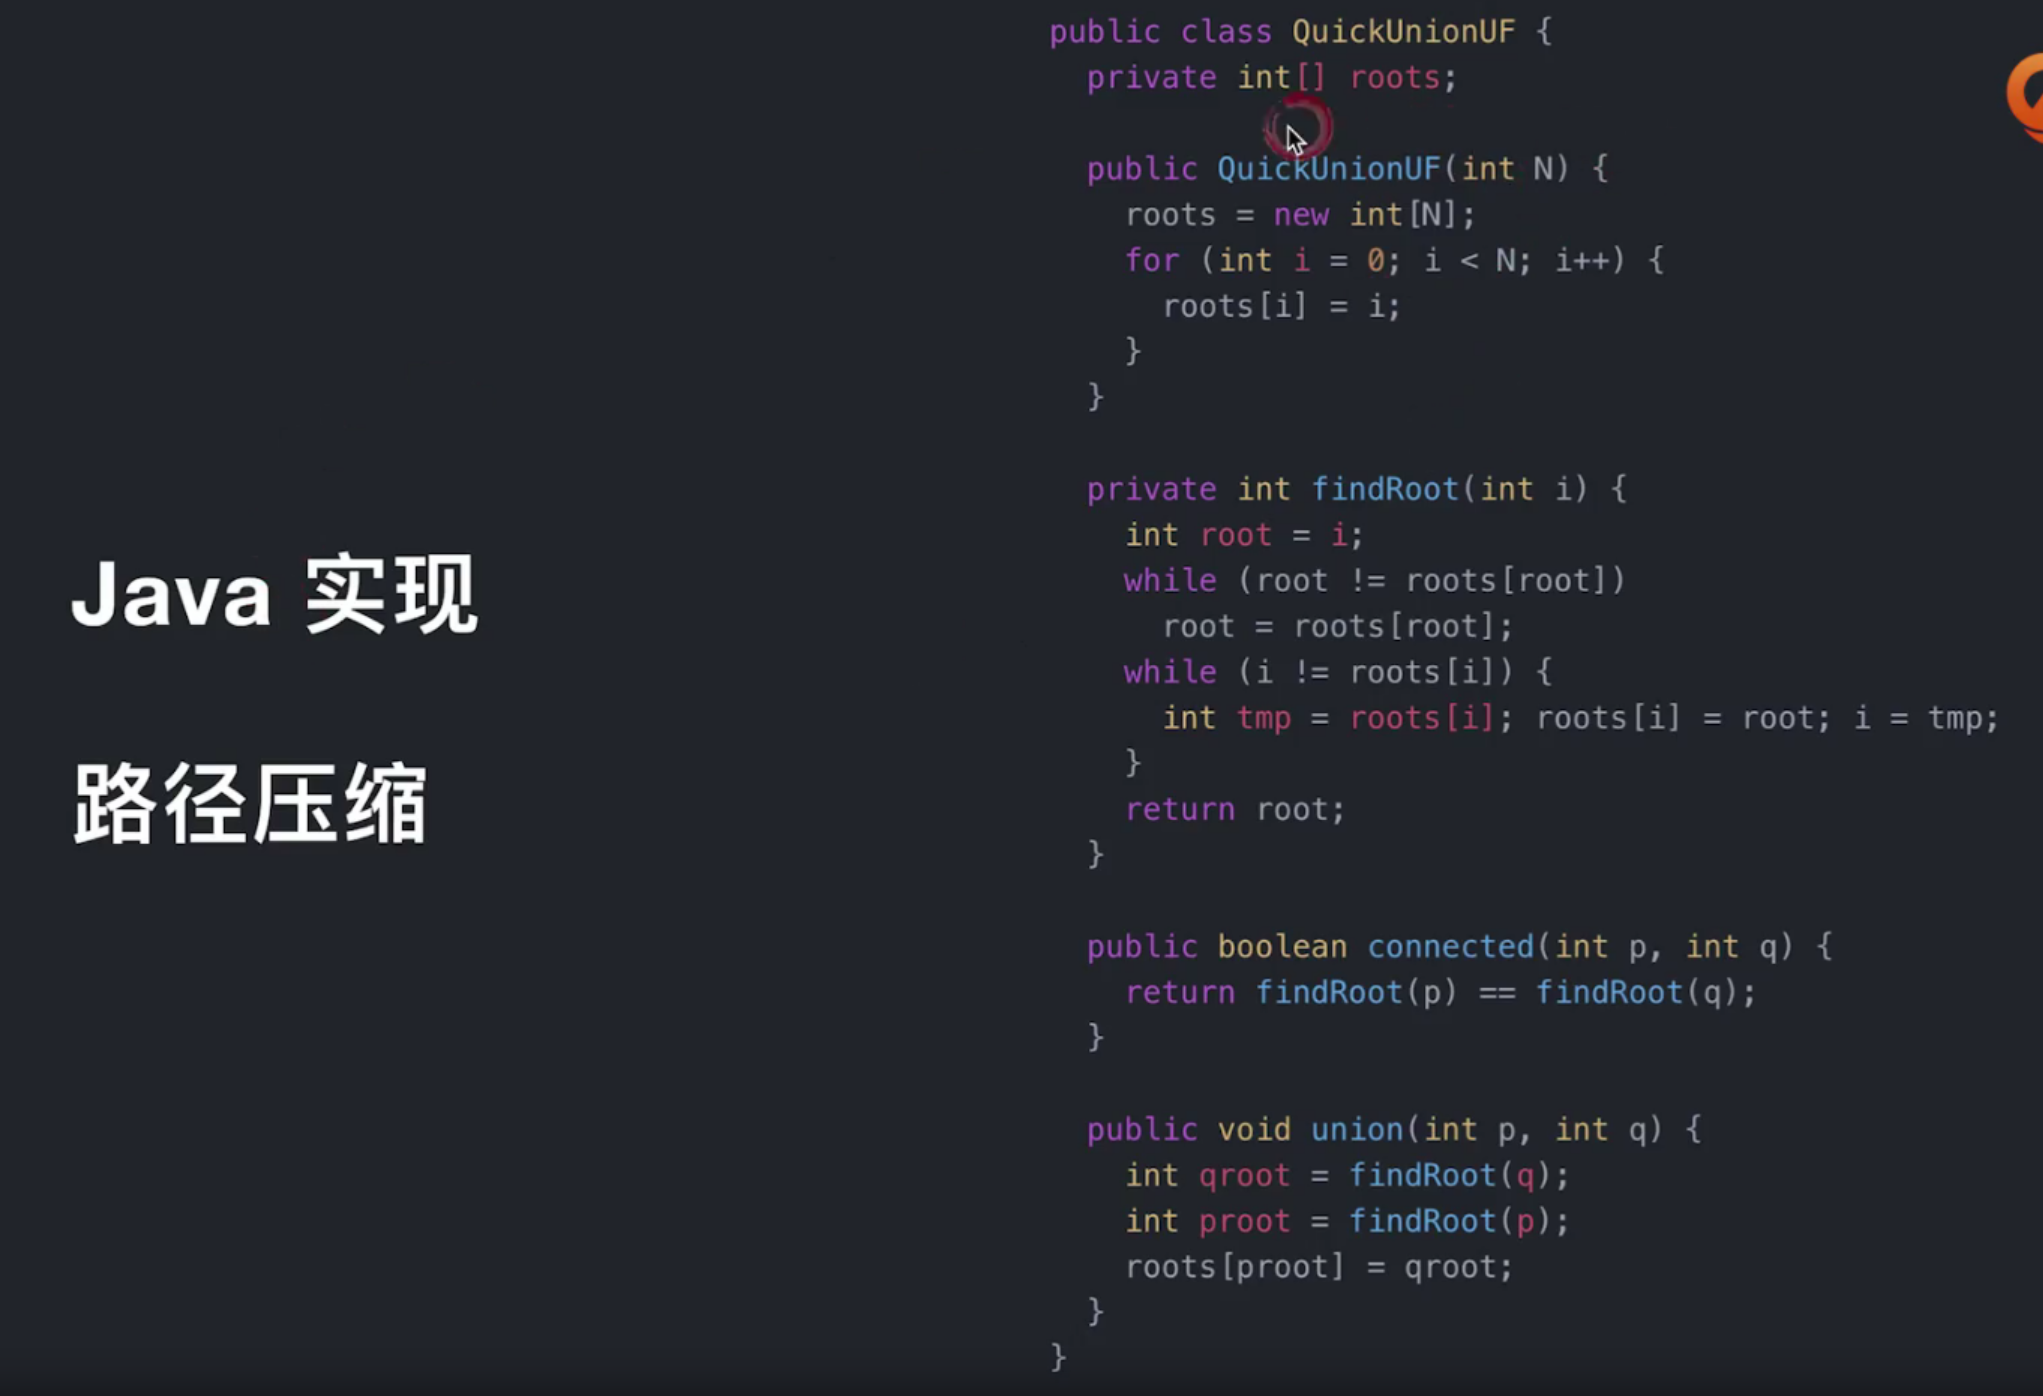 Java 实现
路径压缩
public class QuickUnionUF {
  private int[] roots;
  public QuickUnionUF(int N) {
    roots = new int[N];
    for (int i = 0; i < N; i++) {
      roots[i] = i;
    }
  }
  private int findRoot(int i) {
    int root = i;
    while (root != roots[root])
      root = roots[root];
    while (i != roots[i]) {
      int tmp = roots[i]; roots[i] = root; i = tmp;
    }
    return root;
  }
  public boolean connected(int p, int q) {
    return findRoot(p) == findRoot(q);
  }
  public void union(int p, int q) {
    int qroot = findRoot(q);
    int proot = findRoot(p);
    roots[proot] = qroot;
  }
}